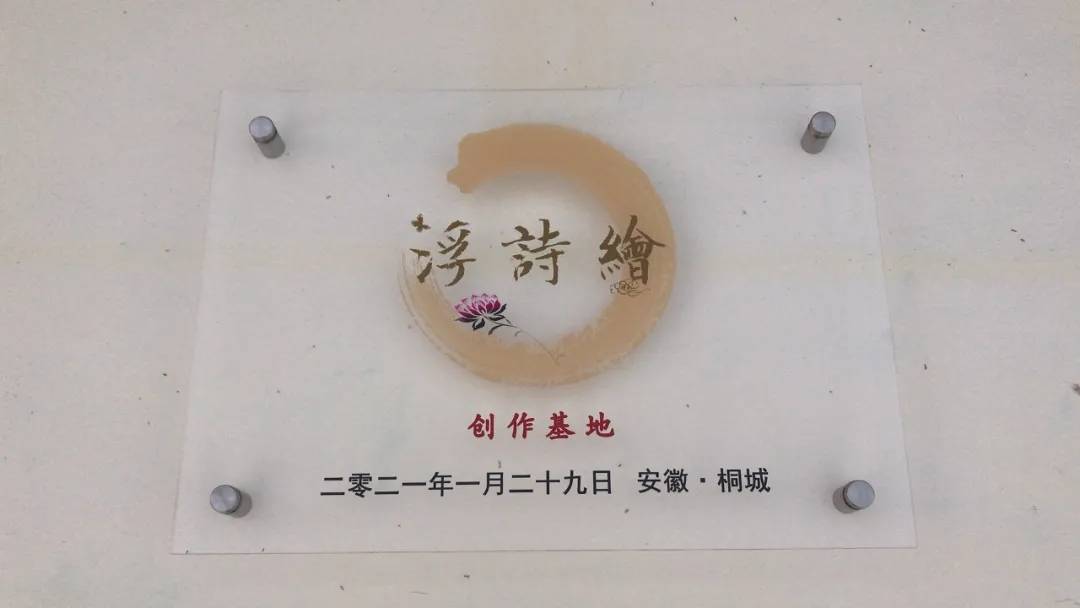 浮詩繪
创作基地
二零二一年一月二十九日 安徽·桐城